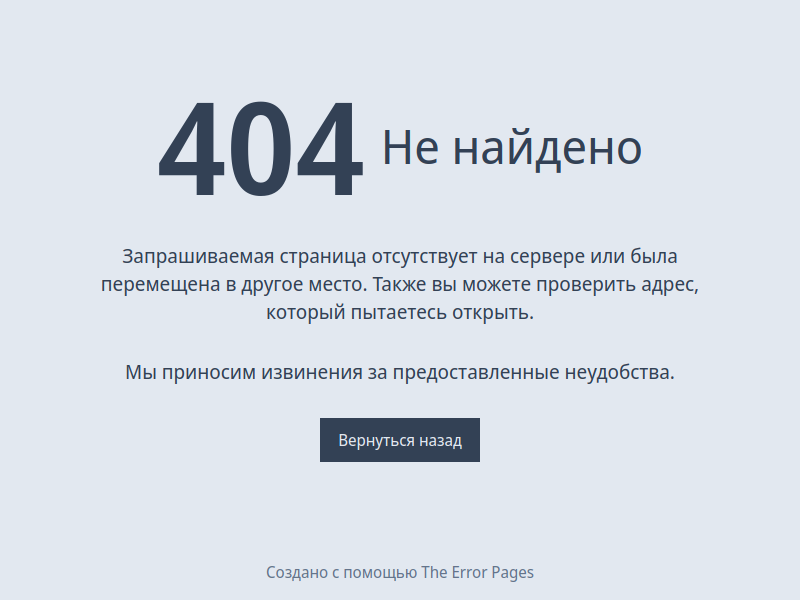 404 Не найдено
Запрашиваемая страница отсутствует на сервере или была
перемещена в другое место. Также вы можете проверить адрес,
который пытаетесь открыть.
Мы приносим извинения за предоставленные неудобства.
Вернуться назад
Создано с помощью The Error Pages